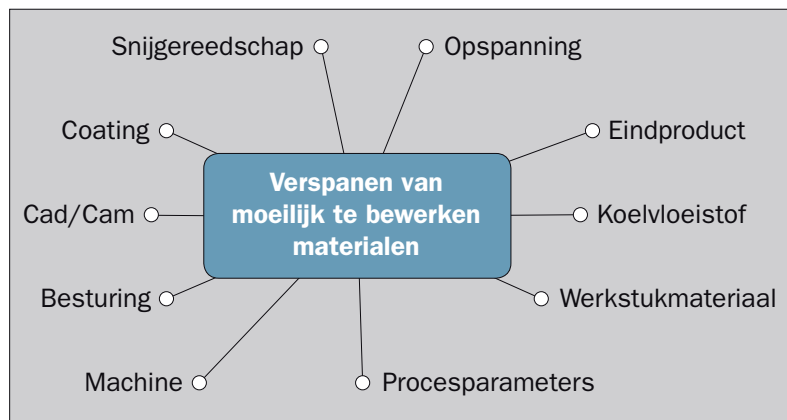 Snijgereedschap
Opspanning
Coating
Eindproduct
Verspanen van
moeilijk te bewerken
materialen
Cad/Cam
Koelvloeistof
Besturing
Werkstukmateriaal
Machine
Procesparameters